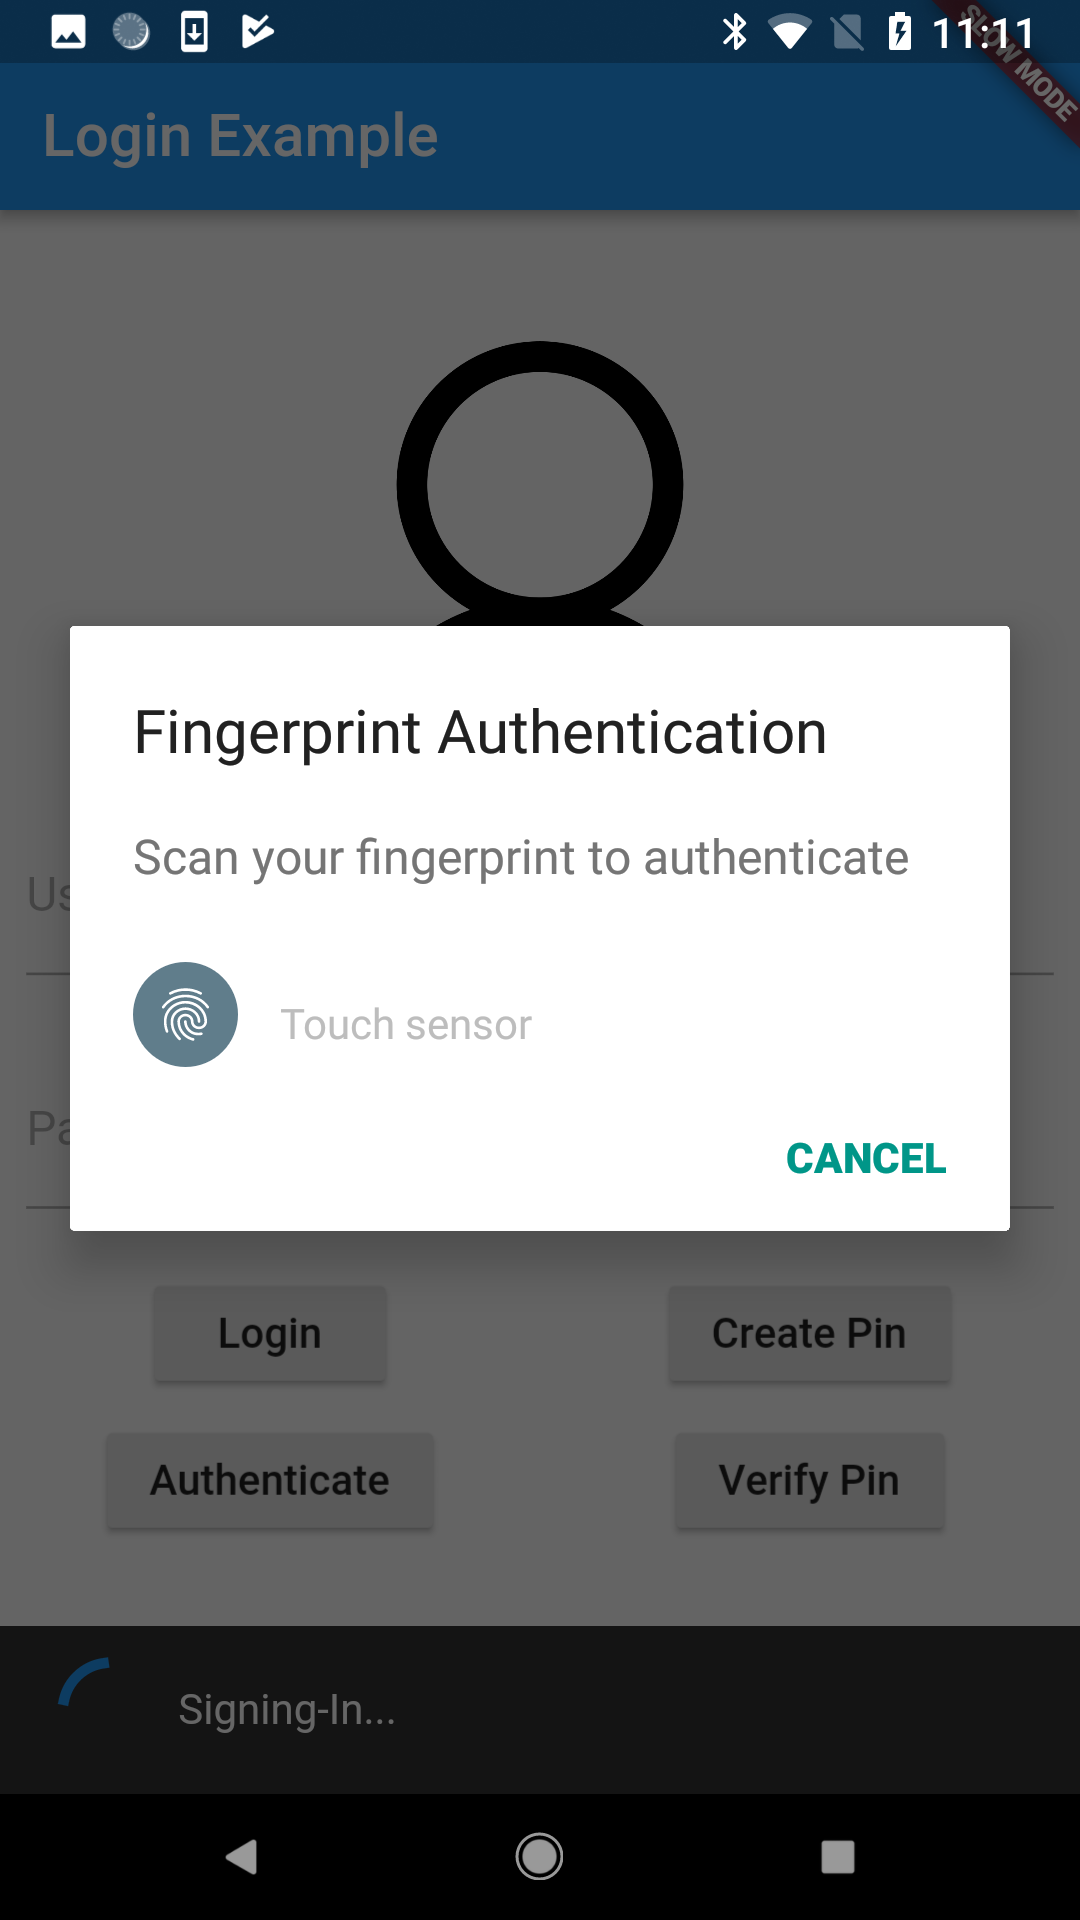 11:11
SLOW MODE
Login Example
Fingerprint Authentication
Scan your fingerprint to authenticate
Us
Touch sensor
Pa
CANCEL
Login
Create Pin
Authenticate
Verify Pin
Signing-In...